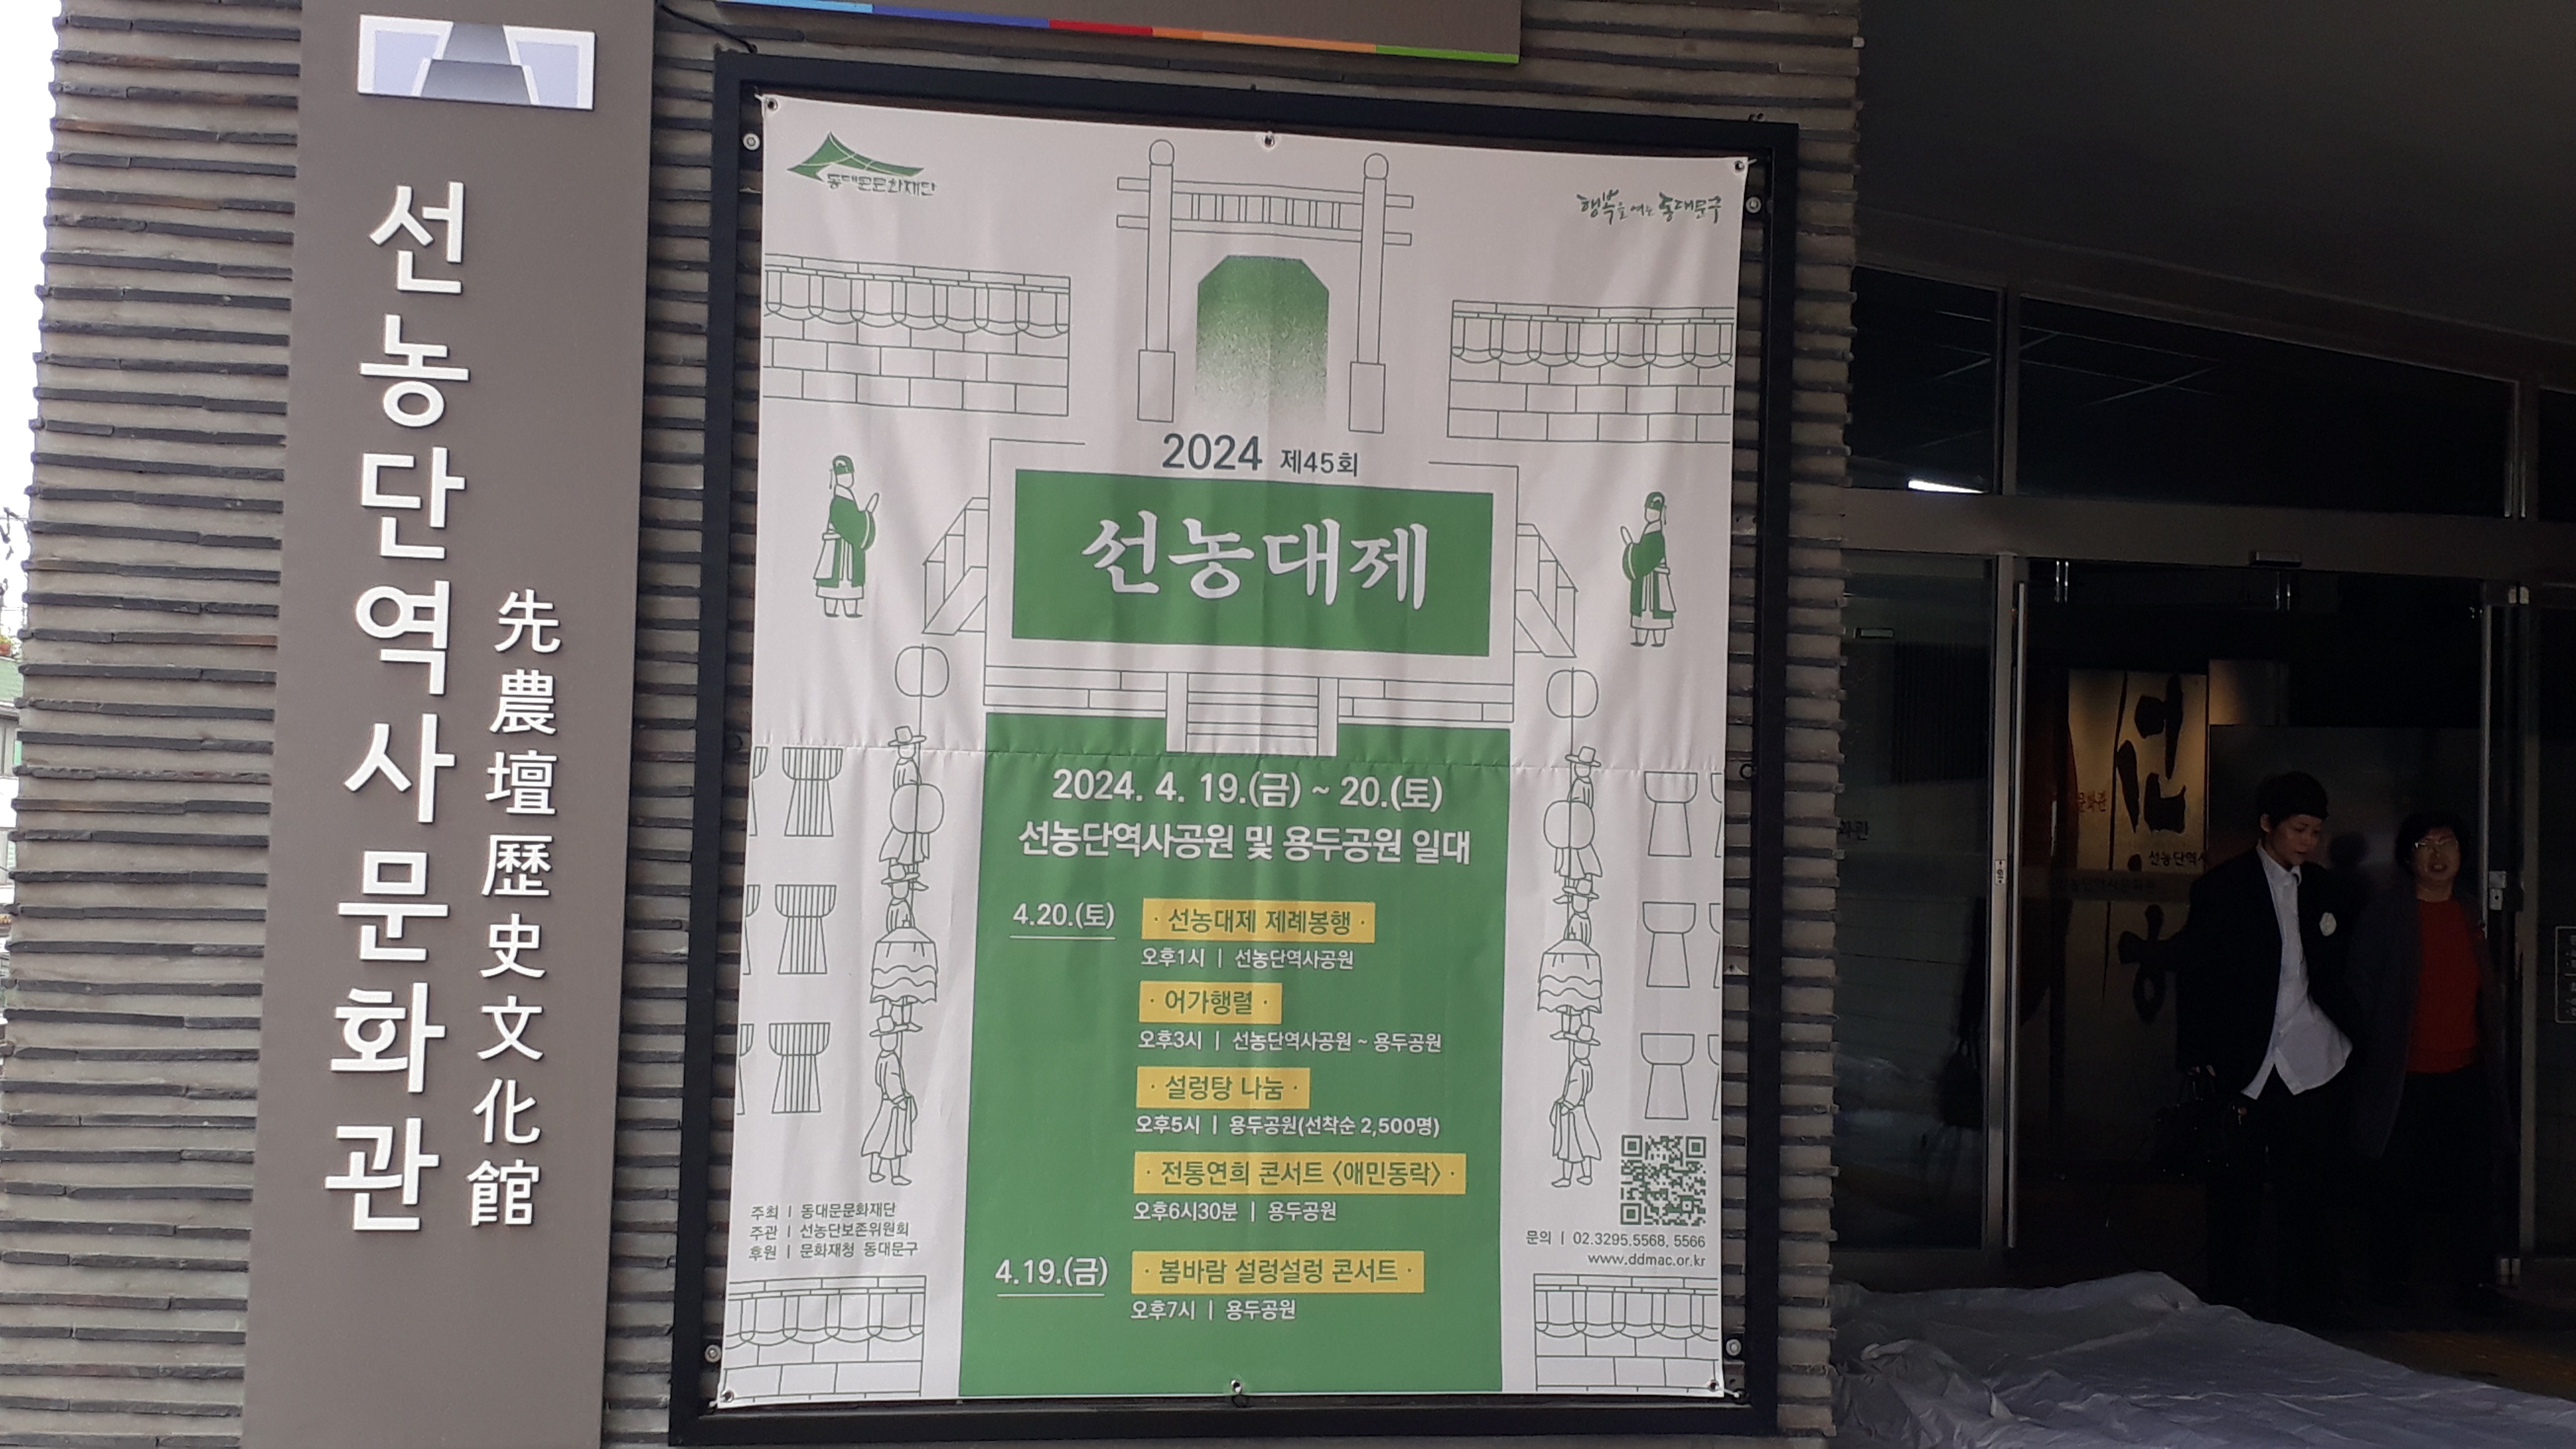 선농단역사문화관
先農壇歷史文化館
동대문문화재단
행복을 여는 동대문구
2024 제45회
선농대제
2024. 4. 19.(금) ~ 20.(토)
선농단역사공원 및 용두공원 일대
4.20.(토) · 선농대제 제례봉행 ·
오후1시 | 선농단역사공원
· 어가행렬 ·
오후3시 | 선농단역사공원 ~ 용두공원
· 설렁탕 나눔 ·
오후5시 | 용두공원(선착순 2,500명)
· 전통연희 콘서트 〈애민동락〉 ·
오후6시30분 | 용두공원
4.19.(금) · 봄바람 설렁설렁 콘서트 ·
오후7시 | 용두공원
주최 | 동대문문화재단
주관 | 선농단보존위원회
후원 | 문화재청 동대문구
문의 | 02.3295.5568, 5566
www.ddmac.or.kr
단
선농단역사